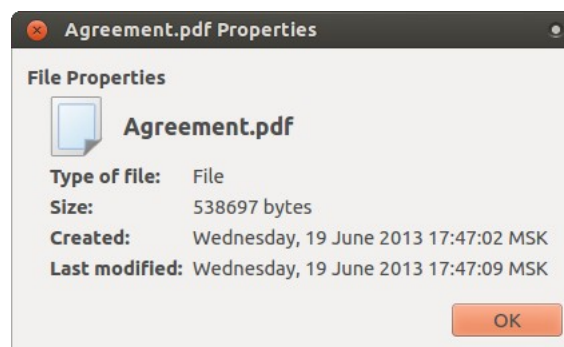 Agreement.pdf Properties
File Properties
Agreement.pdf
Type of file: File
Size: 538697 bytes
Created: Wednesday, 19 June 2013 17:47:02 MSK
Last modified: Wednesday, 19 June 2013 17:47:09 MSK
OK